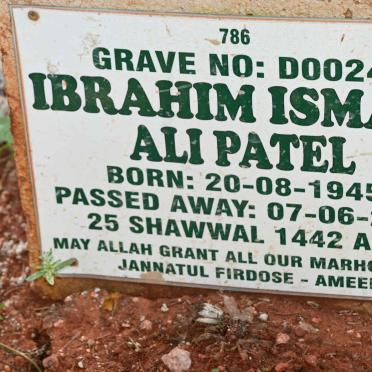 786
GRAVE NO: D0024
IBRAHIM ISMA
ALI PATEL
BORN: 20-08-1945
PASSED AWAY: 07-06-2
25 SHAWWAL 1442 A
MAY ALLAH GRANT ALL OUR MARHO
JANNATUL FIRDOSE - AMEE